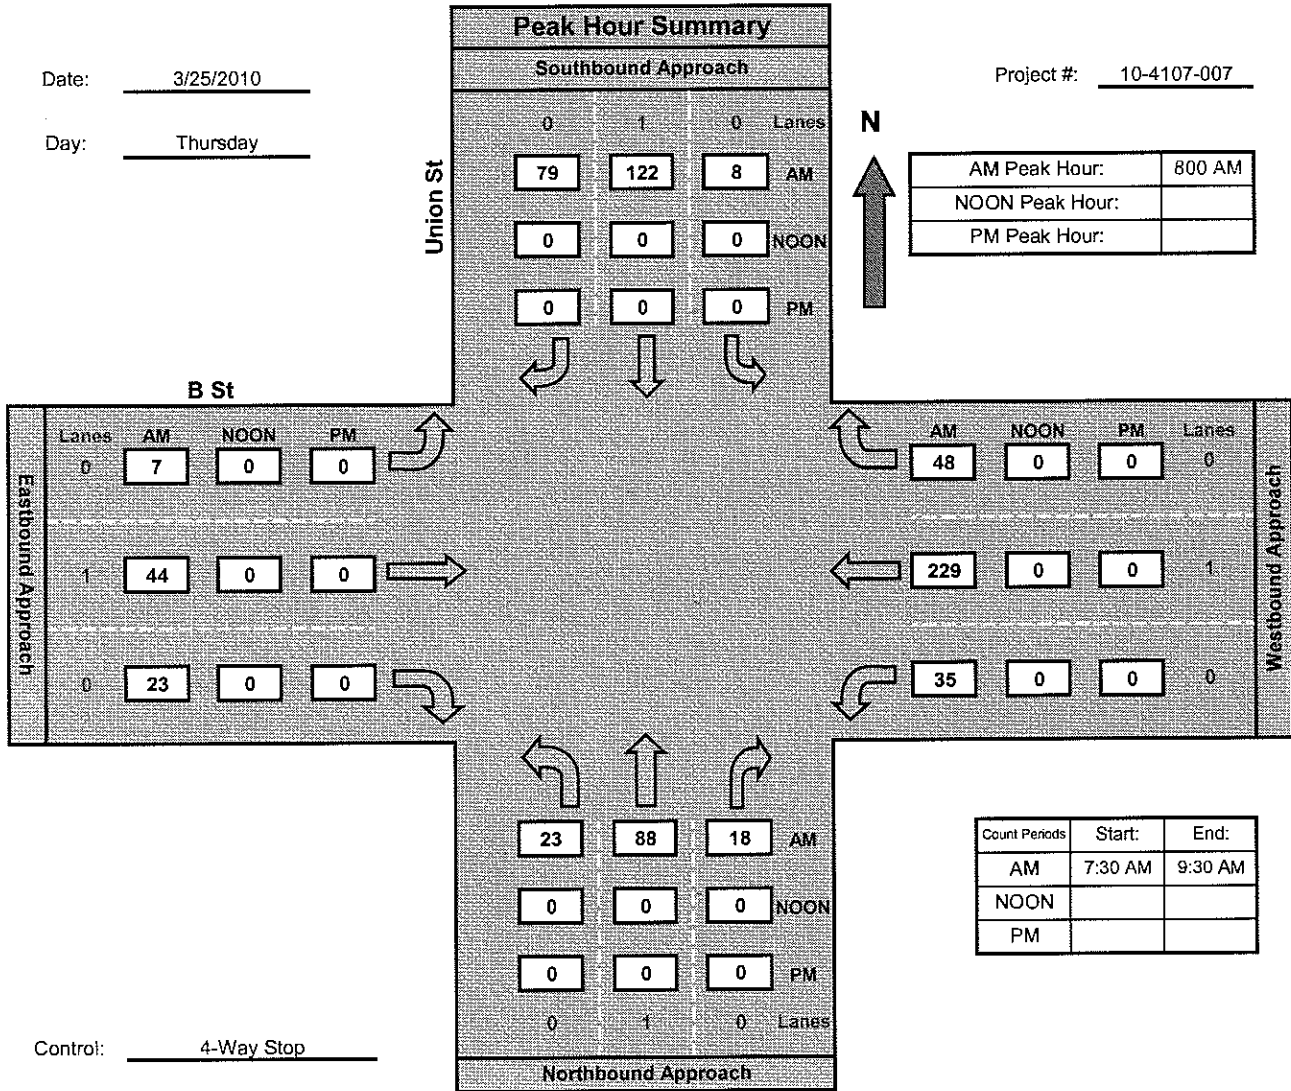 Peak Hour Summary
Southbound Approach
Date: 3/25/2010
Project #: 10-4107-007
Day: Thursday
Union St
0 1 0 Lanes
79 122 8 AM
0 0 0 NOON
0 0 0 PM
N
AM Peak Hour: 800 AM
NOON Peak Hour:
PM Peak Hour:
B St
Eastbound Approach
Lanes AM NOON PM
0 7 0 0
1 44 0 0
0 23 0 0
AM NOON PM Lanes
48 0 0 0
229 0 0 1
35 0 0 0
Westbound Approach
23 88 18 AM
0 0 0 NOON
0 0 0 PM
0 1 0 Lanes
Northbound Approach
Count Periods Start: End:
AM 7:30 AM 9:30 AM
NOON
PM
Control: 4-Way Stop